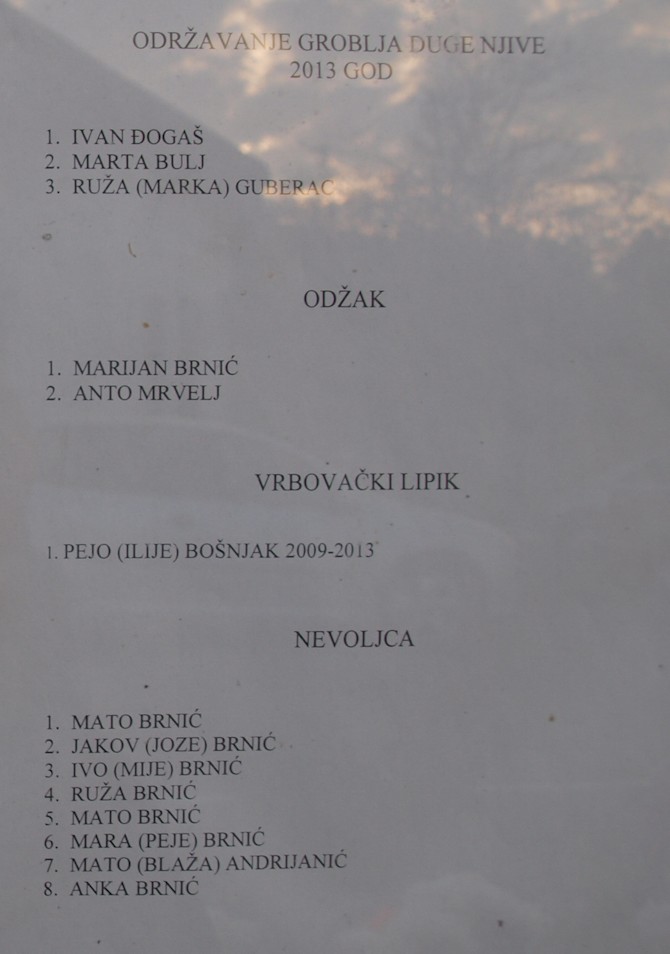 ODRŽAVANJE GROBLJA DUGE NJIVE
2013 GOD
1. IVAN ĐOGAŠ
2. MARTA BULJ
3. RUŽA (MARKA) GUBERAC
ODŽAK
1. MARIJAN BRNIĆ
2. ANTO MRVELJ
VRBOVAČKI LIPIK
1. PEJO (ILIJE) BOŠNJAK 2009-2013
NEVOLJCA
1. MATO BRNIĆ
2. JAKOV (JOZE) BRNIĆ
3. IVO (MIJE) BRNIĆ
4. RUŽA BRNIĆ
5. MATO BRNIĆ
6. MARA (PEJE) BRNIĆ
7. MATO (BLAŽA) ANDRIJANIĆ
8. ANKA BRNIĆ